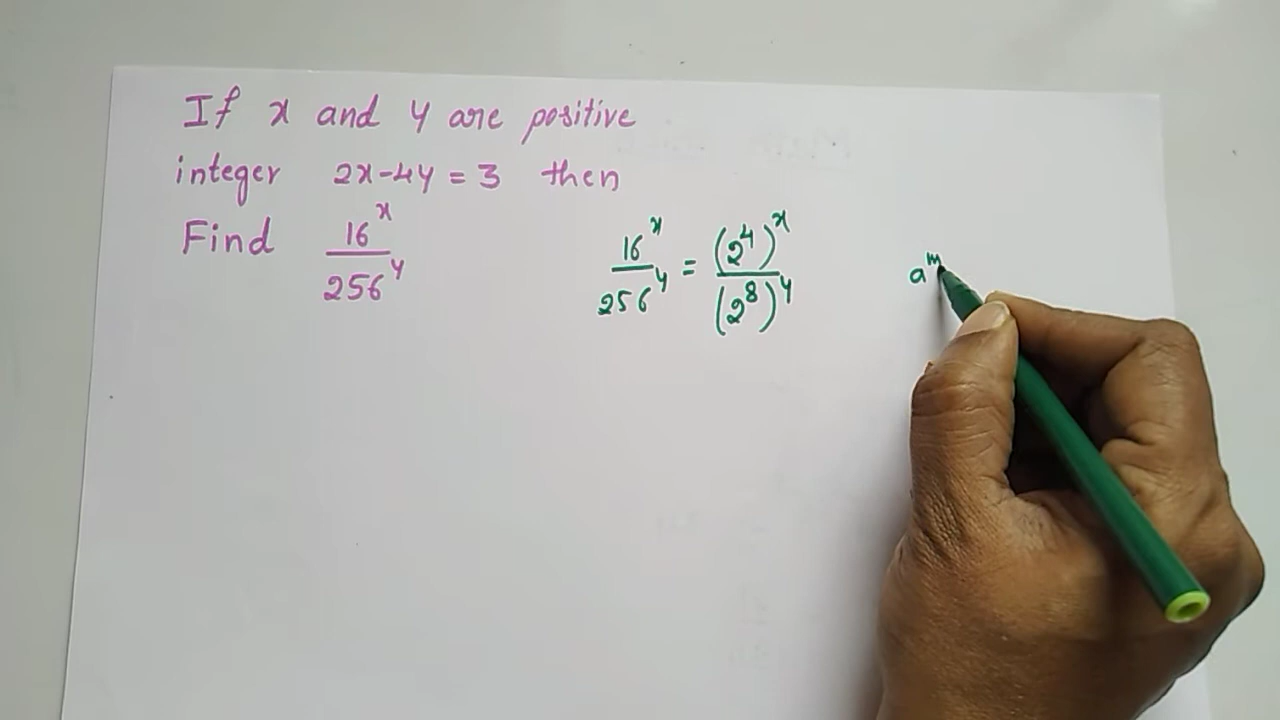 If x and y are positive
integer 2x-4y = 3 then
Find 16^x / 256^y
16^x / 256^y = (2^4)^x / (2^8)^y
a^m